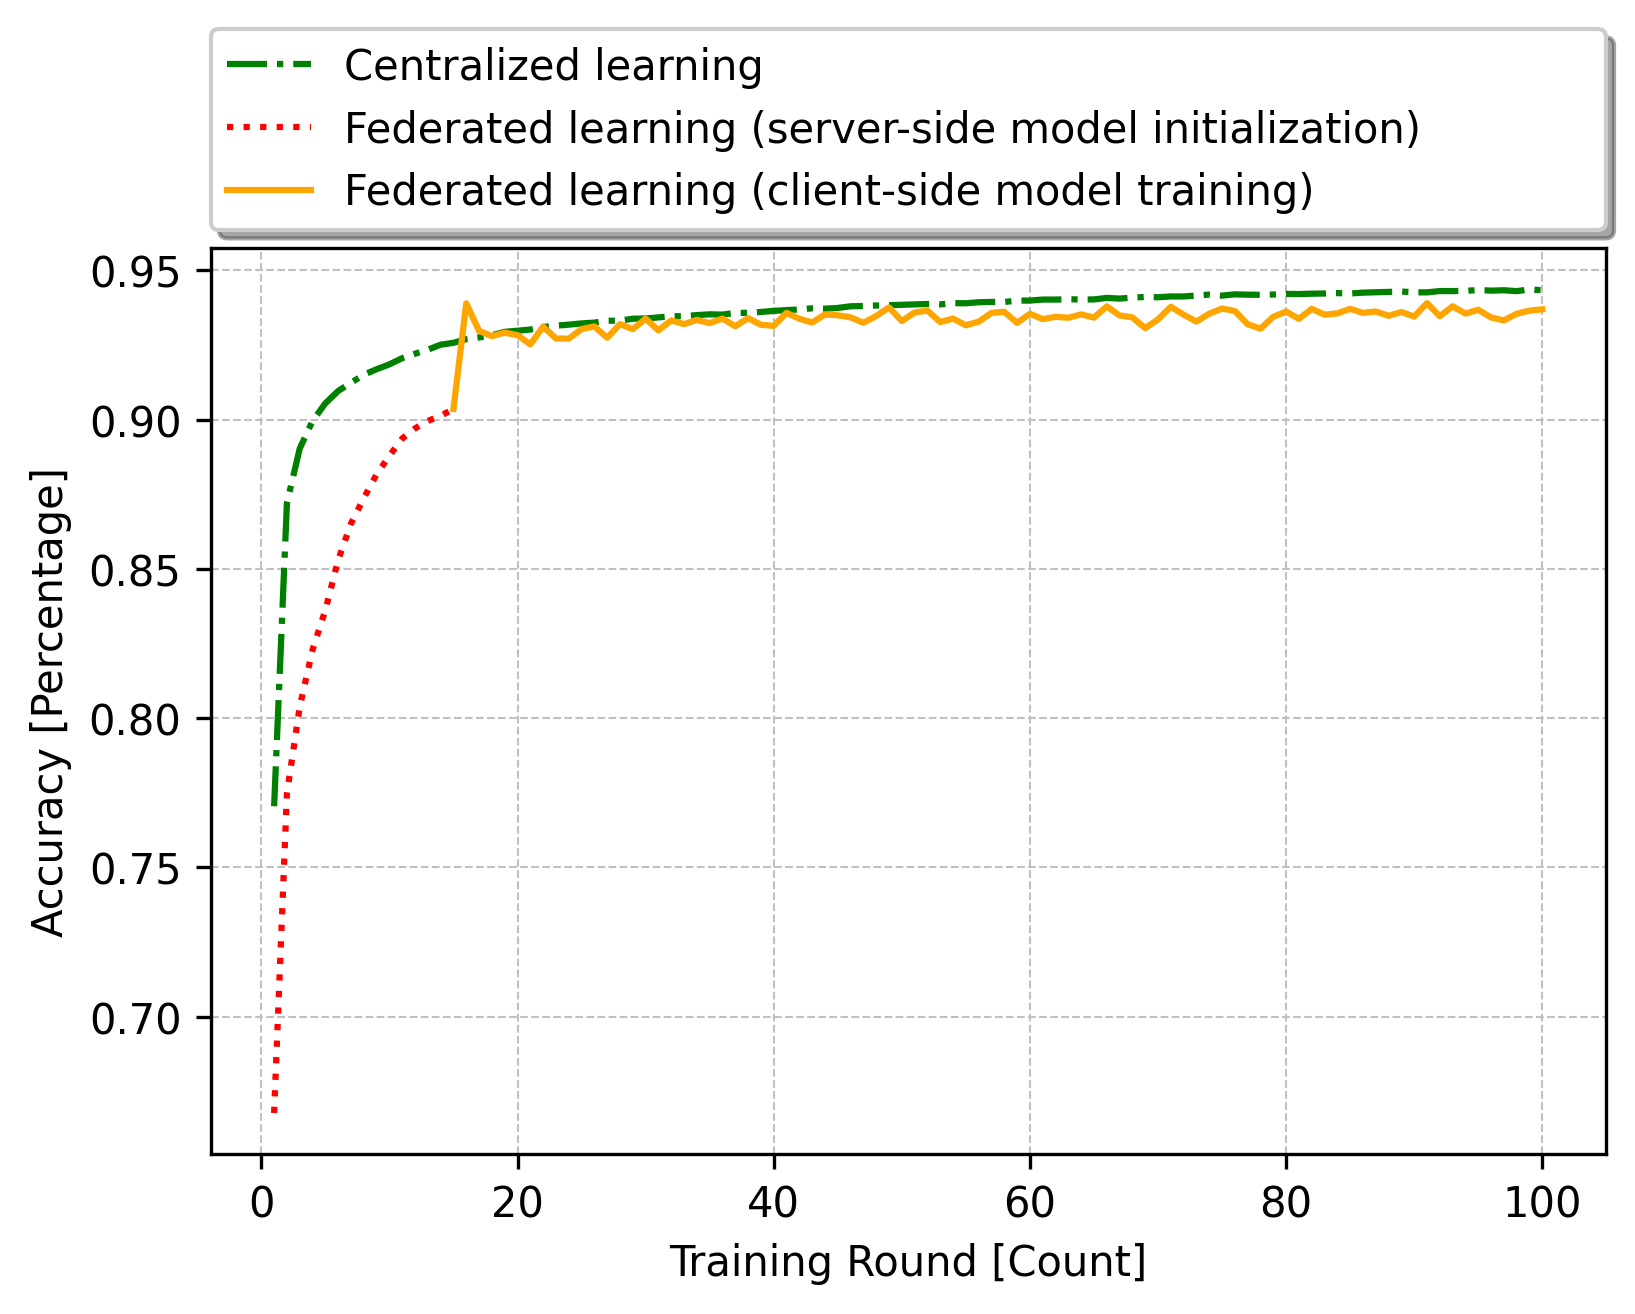 Centralized learning
Federated learning (server-side model initialization)
Federated learning (client-side model training)
0.95
0.90
0.85
0.80
0.75
0.70
Accuracy [Percentage]
0 20 40 60 80 100
Training Round [Count]